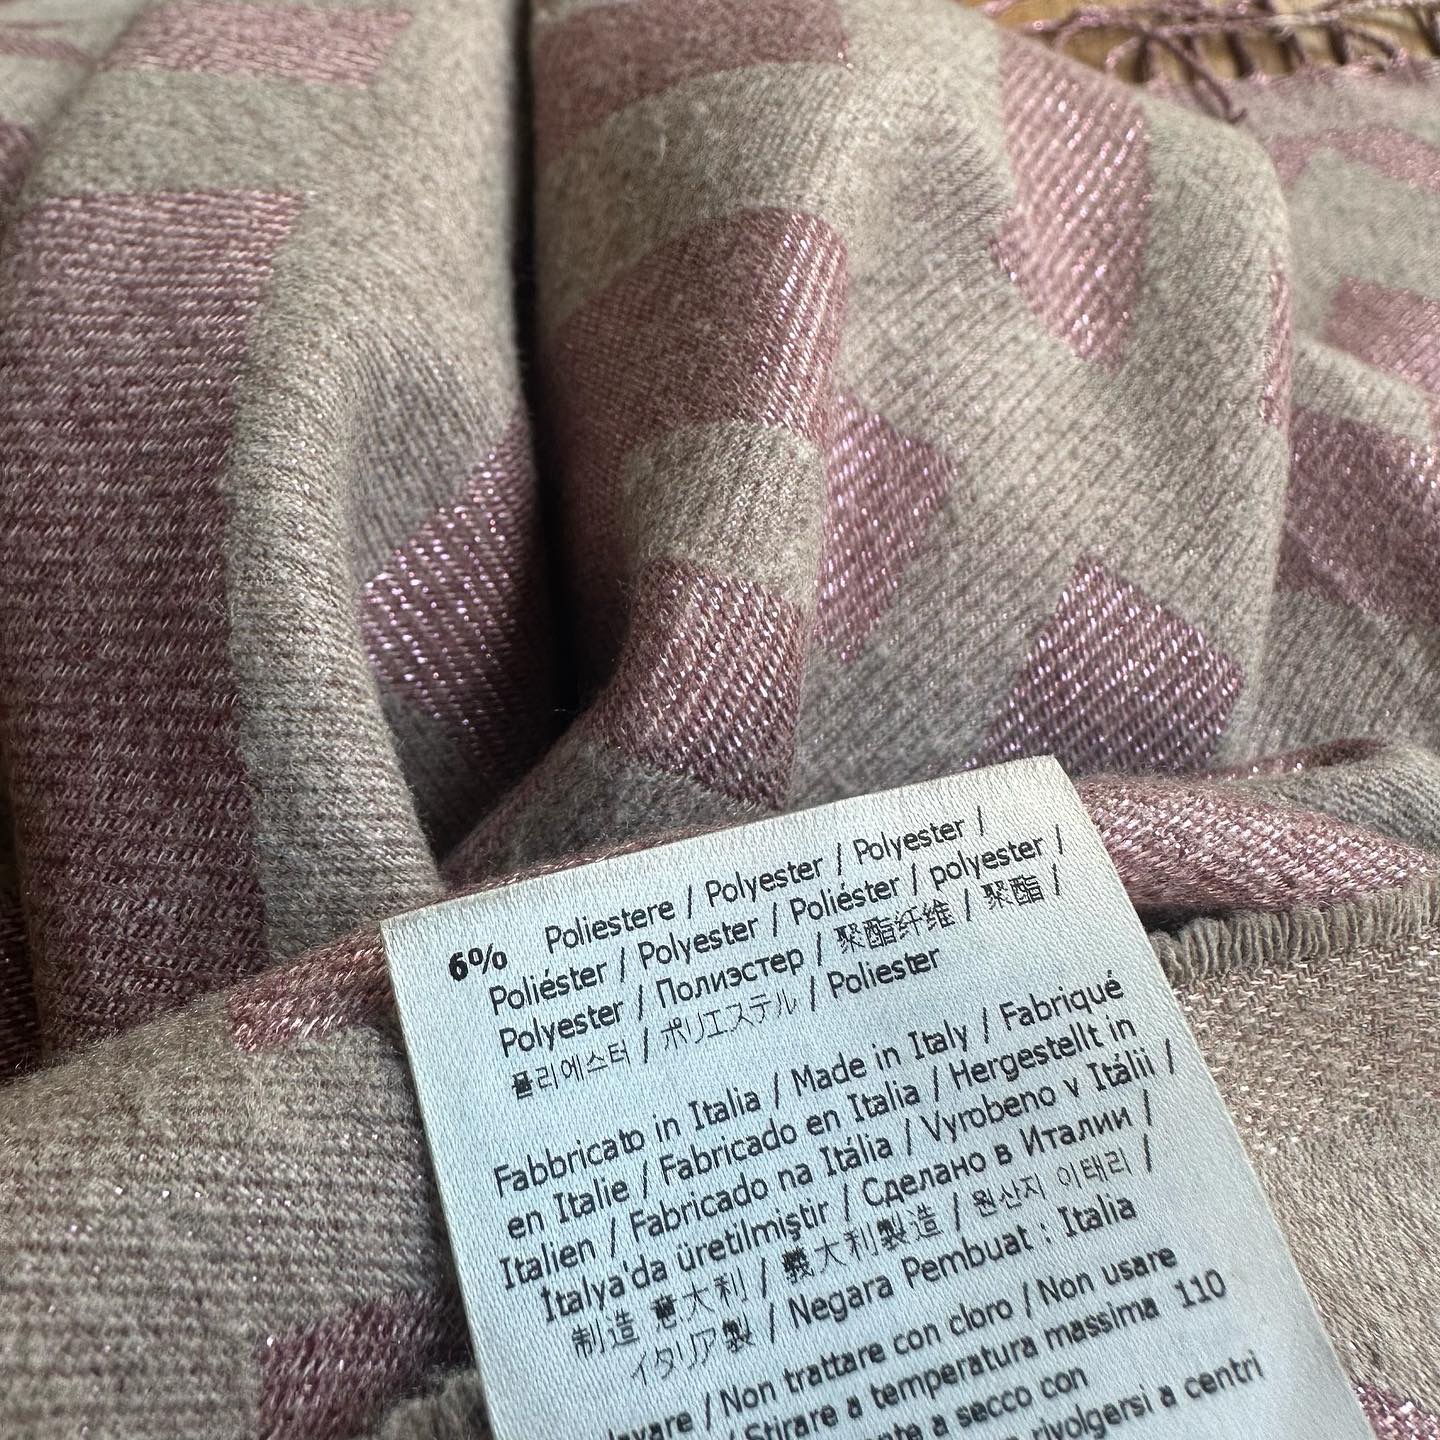 6% Poliestere / Polyester / Polyester /
Poliéster / Polyester / Poliéster / polyester /
Polyester / Полиэстер / 聚酯纤维 / 聚酯 /
폴리에스터 / ポリエステル / Poliester
Fabbricato in Italia / Made in Italy / Fabriqué
en Italie / Fabricado en Italia / Hergestellt in
Italien / Fabricado na Itália / Vyrobeno v Itálii /
Italya'da üretilmiştir / Сделано в Италии /
制造 意大利 / 義大利製造 / 원산지 이태리 /
イタリア製 / Negara Pembuat : Italia
lavare / Non trattare con cloro / Non usare
/ Stirare a temperatura massima 110
a secco con
rivolgersi a centri